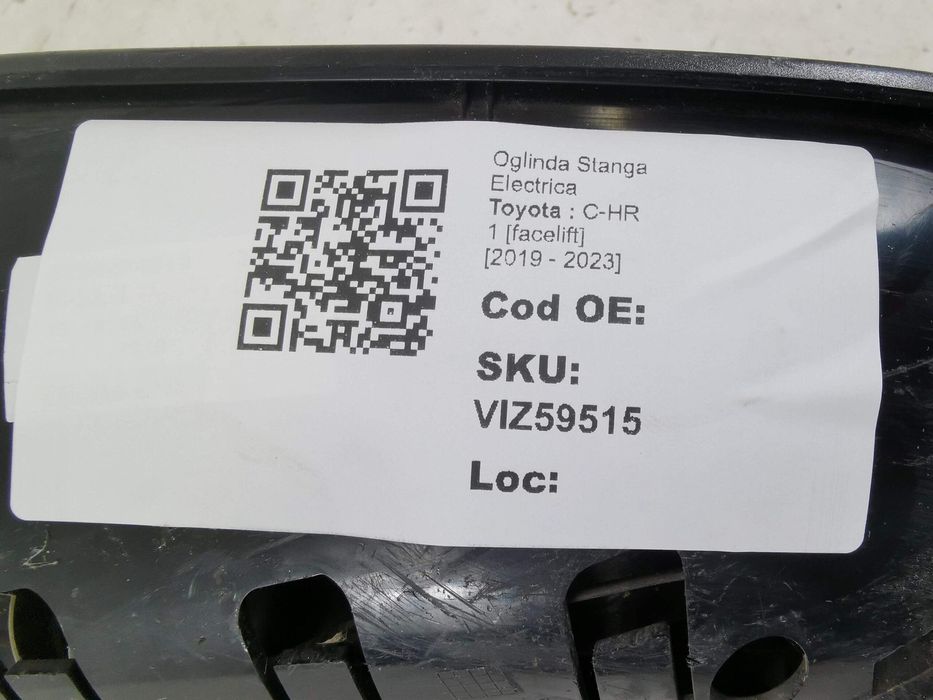 Oglinda Stanga
Electrica
Toyota : C-HR
1 [facelift]
[2019 - 2023]
Cod OE:
SKU:
VIZ59515
Loc: